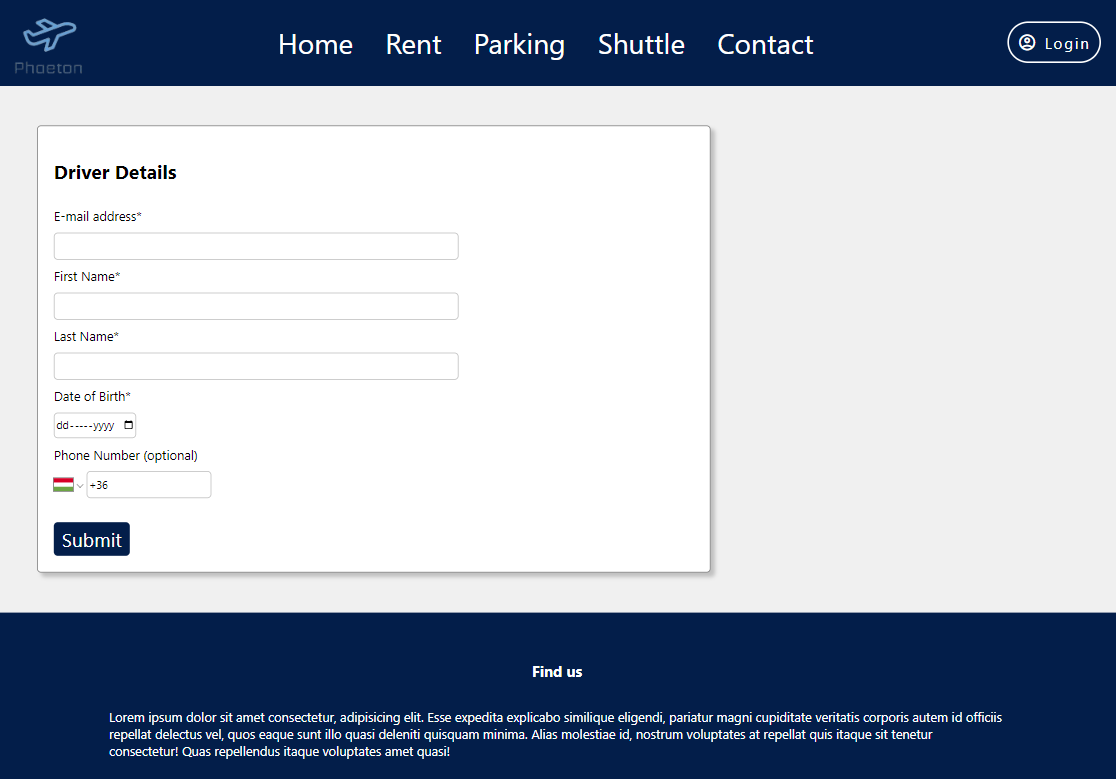 Phaeton
Home Rent Parking Shuttle Contact
Login
Driver Details
E-mail address*
First Name*
Last Name*
Date of Birth*
dd-----yyyy
Phone Number (optional)
+36
Submit
Find us
Lorem ipsum dolor sit amet consectetur, adipisicing elit. Esse expedita explicabo similique eligendi, pariatur magni cupiditate veritatis corporis autem id officiis
repellat delectus vel, quos eaque sunt illo quasi deleniti quisquam minima. Alias molestiae id, nostrum voluptates at repellat quis itaque sit tenetur
consectetur! Quas repellendus itaque voluptates amet quasi!